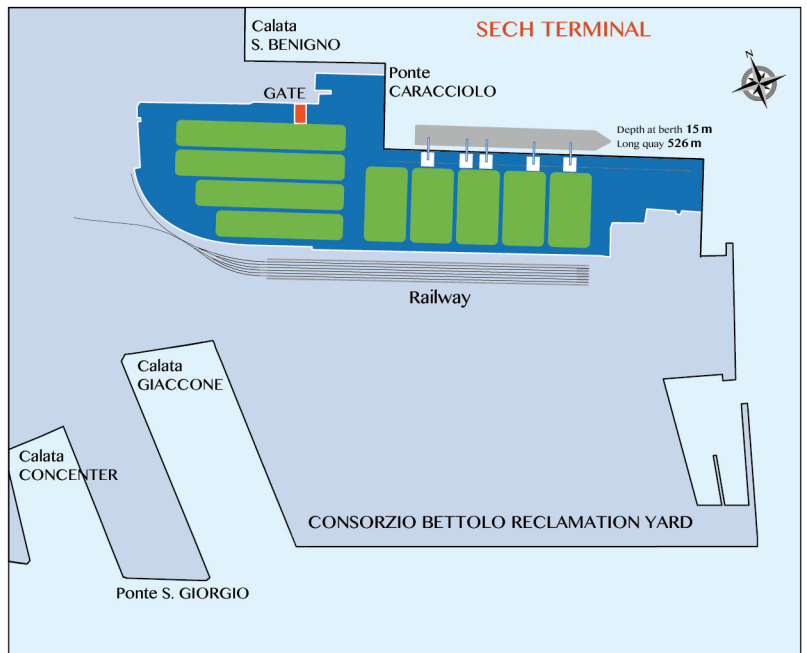 SECH TERMINAL
Calata
S. BENIGNO
N
Ponte
CARACCIOLO
GATE
Depth at berth 15 m
Long quay 526 m
Railway
Calata
GIACCONE
Calata
CONCENTER
CONSORZIO BETTOLO RECLAMATION YARD
Ponte S. GIORGIO